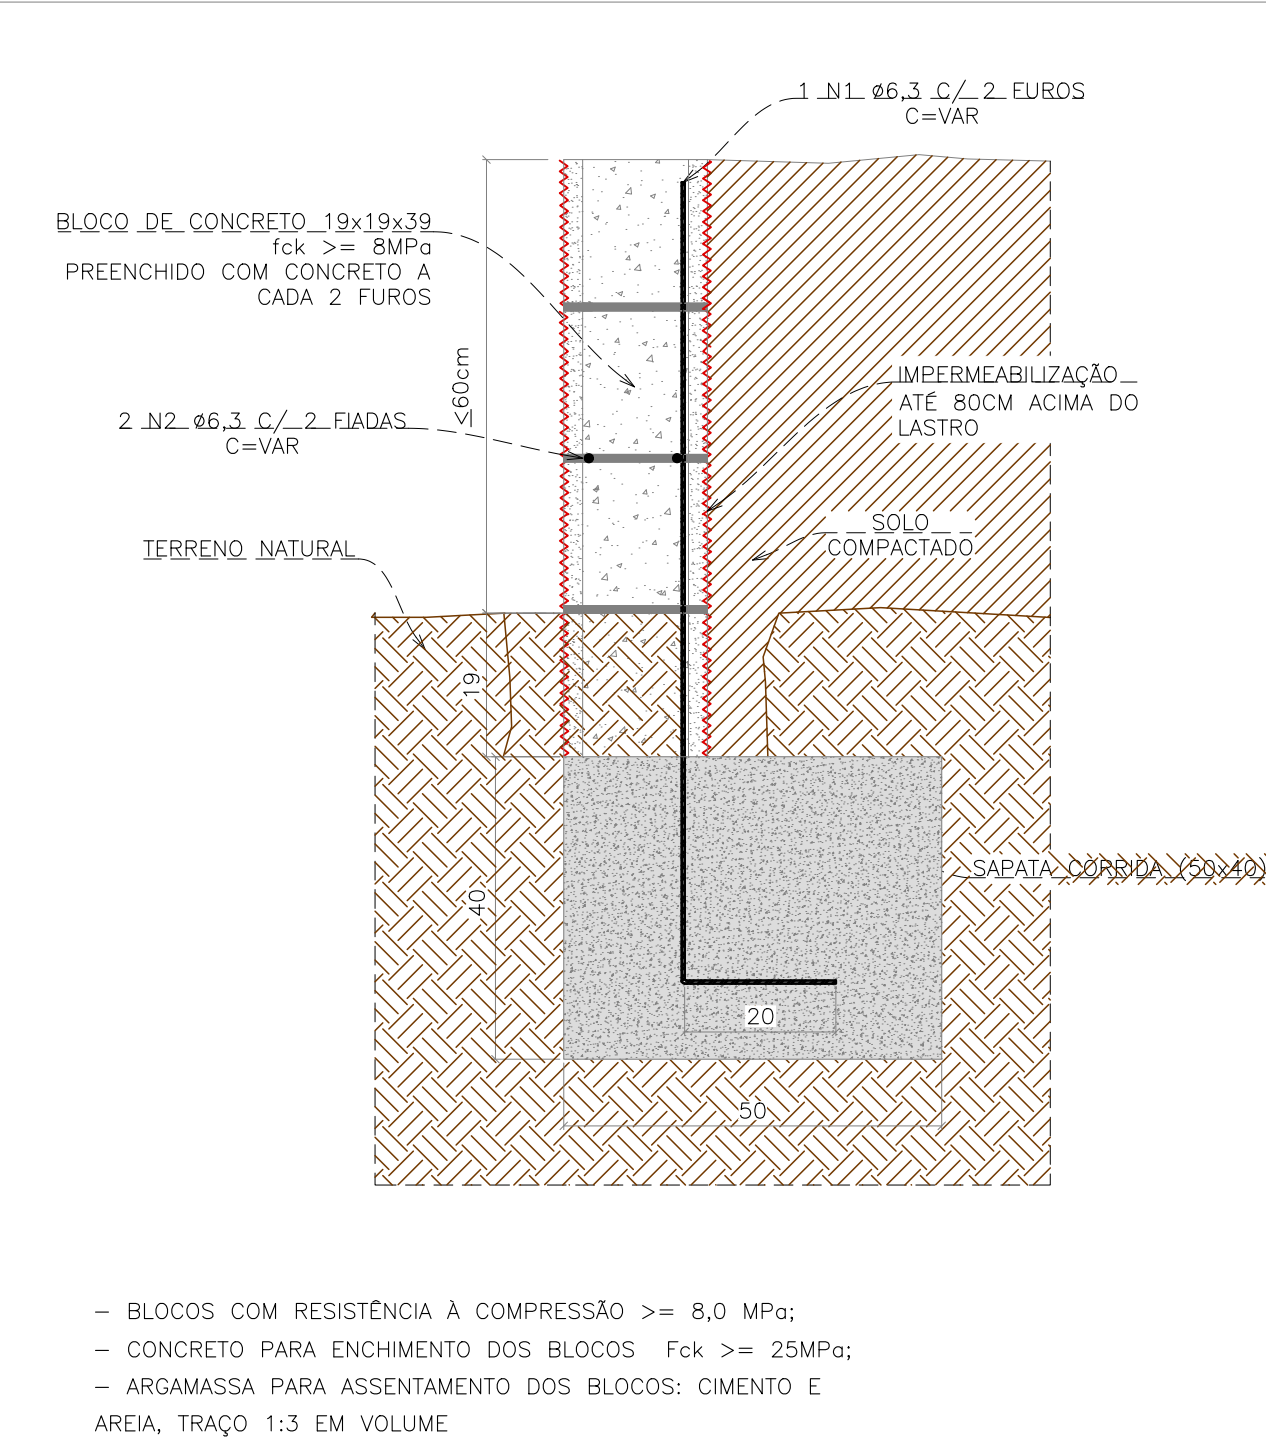 1 N1 ø6,3 C/ 2 FUROS
C=VAR
BLOCO DE CONCRETO 19x19x39
fck >= 8MPa
PREENCHIDO COM CONCRETO A
CADA 2 FUROS
≤60cm
IMPERMEABILIZAÇÃO
ATÉ 80CM ACIMA DO
LASTRO
2 N2 ø6,3 C/ 2 FIADAS
C=VAR
SOLO
COMPACTADO
TERRENO NATURAL
19
SAPATA CORRIDA (50x40)
40
20
50
– BLOCOS COM RESISTÊNCIA À COMPRESSÃO >= 8,0 MPa;
– CONCRETO PARA ENCHIMENTO DOS BLOCOS Fck >= 25MPa;
– ARGAMASSA PARA ASSENTAMENTO DOS BLOCOS: CIMENTO E
AREIA, TRAÇO 1:3 EM VOLUME